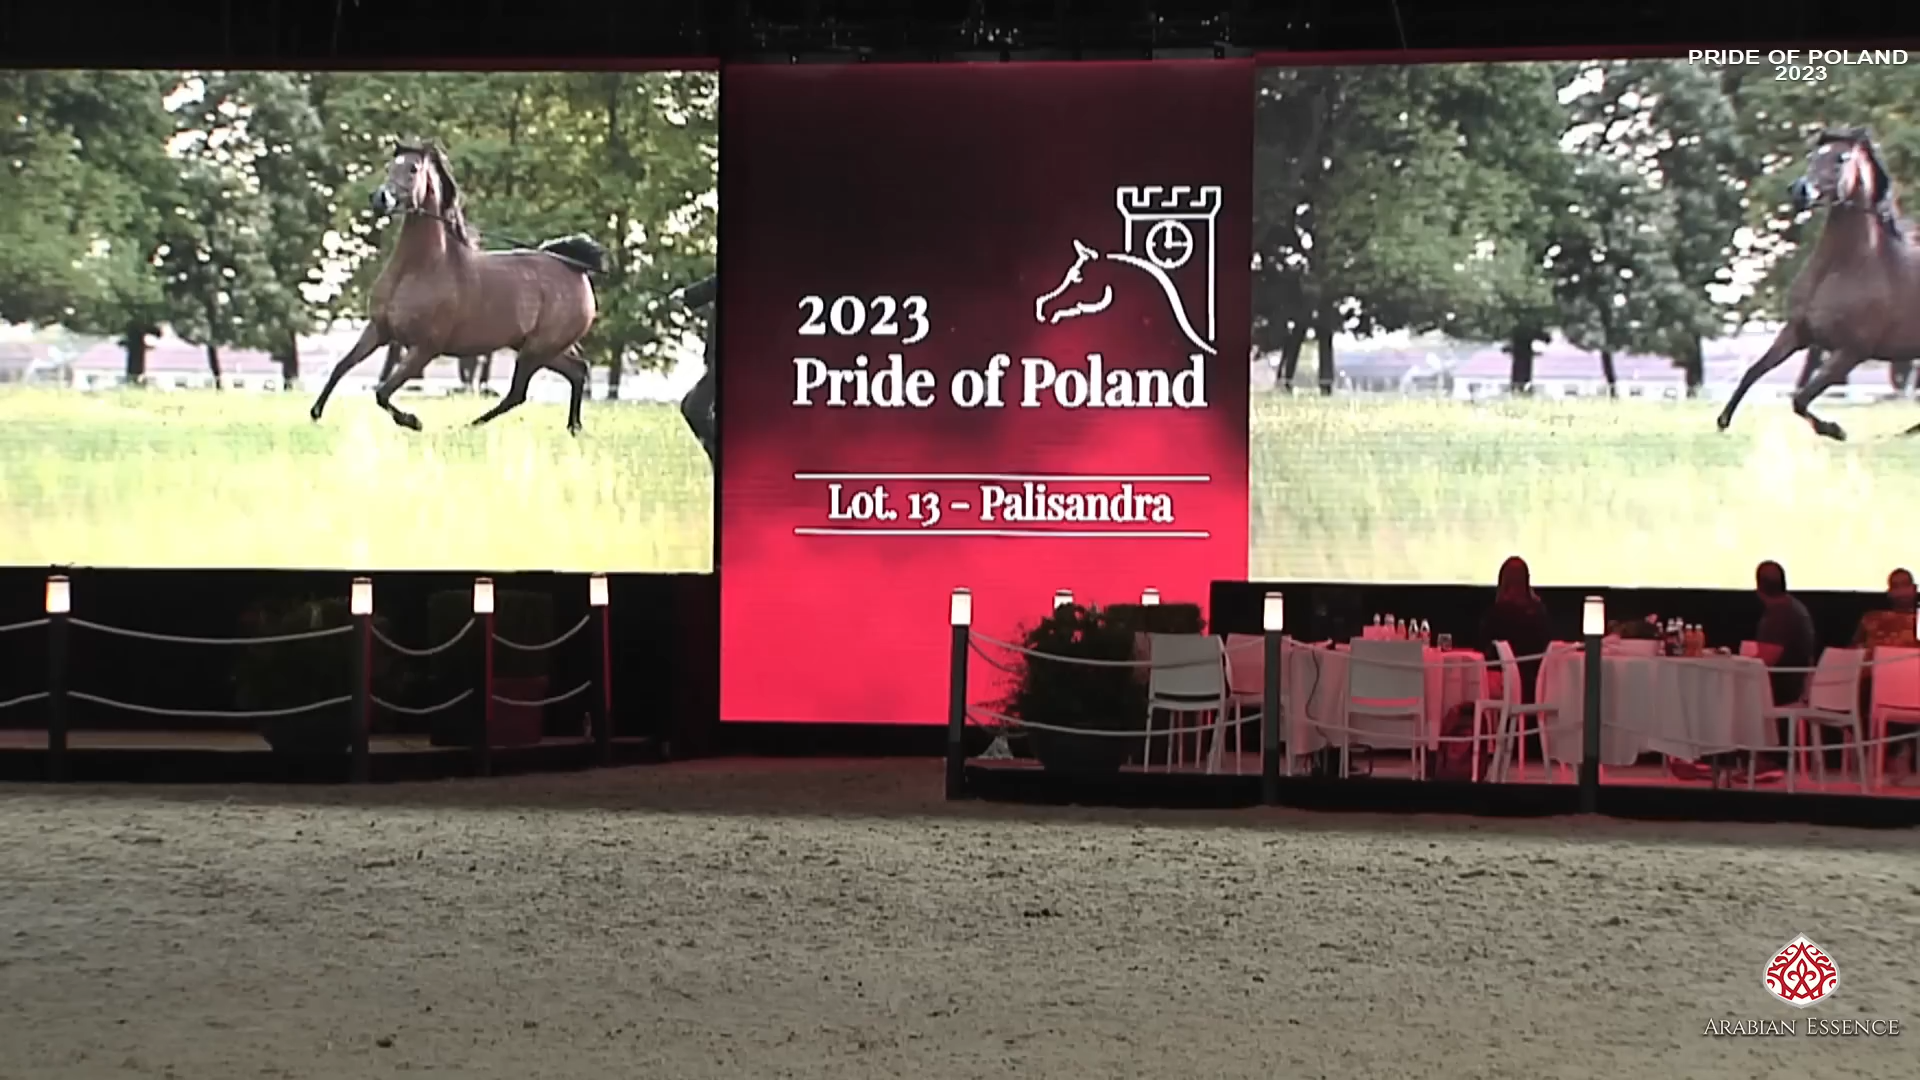 PRIDE OF POLAND
2023
2023
Pride of Poland
Lot. 13 - Palisandra
ARABIAN ESSENCE